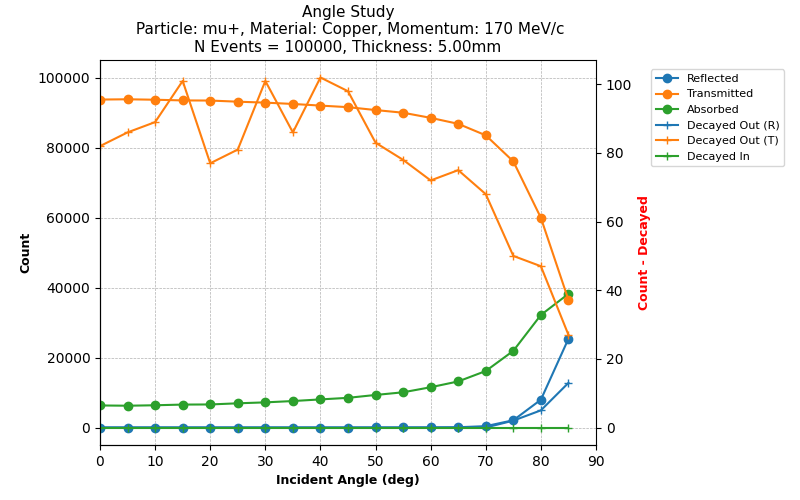 Angle Study
Particle: mu+, Material: Copper, Momentum: 170 MeV/c
N Events = 100000, Thickness: 5.00mm
100000
80000
60000
40000
20000
0
Count
0 10 20 30 40 50 60 70 80 90
Incident Angle (deg)
100
80
60
40
20
0
Count - Decayed
Reflected
Transmitted
Absorbed
Decayed Out (R)
Decayed Out (T)
Decayed In